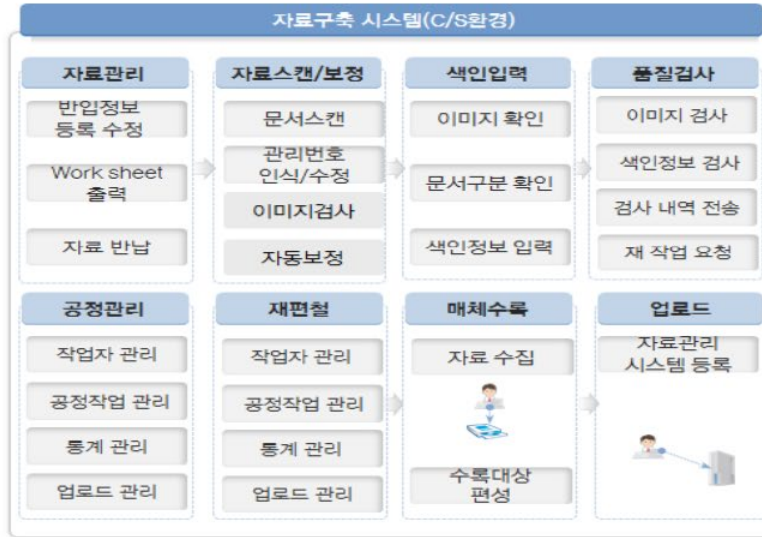 자료구축 시스템(C/S환경)
자료관리
반입정보
등록 수정
Work sheet
출력
자료 반납
자료스캔/보정
문서스캔
관리번호
인식/수정
이미지검사
자동보정
색인입력
이미지 확인
문서구분 확인
색인정보 입력
품질검사
이미지 검사
색인정보 검사
검사 내역 전송
재 작업 요청
공정관리
작업자 관리
공정작업 관리
통계 관리
업로드 관리
재편철
작업자 관리
공정작업 관리
통계 관리
업로드 관리
매체수록
자료 수집
수록대상
편성
업로드
자료관리
시스템 등록